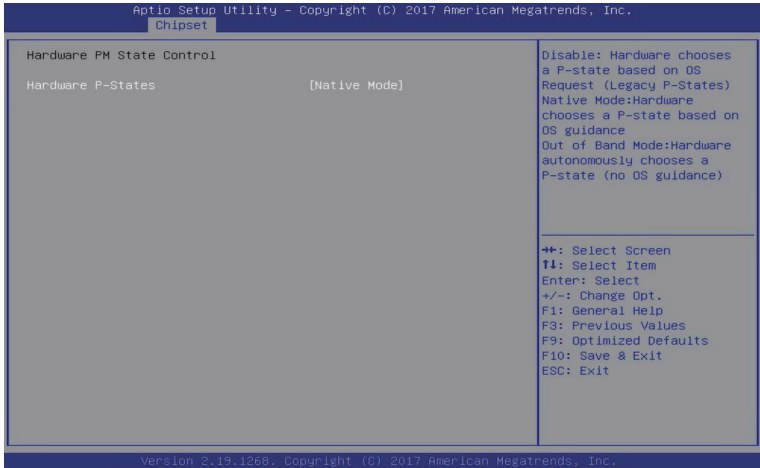 Aptio Setup Utility – Copyright (C) 2017 American Megatrends, Inc.
Chipset
Hardware PM State Control
Hardware P-States [Native Mode]
Disable: Hardware chooses
a P-state based on OS
Request (Legacy P-States)
Native Mode:Hardware
chooses a P-state based on
OS guidance
Out of Band Mode:Hardware
autonomously chooses a
P-state (no OS guidance)
→←: Select Screen
↑↓: Select Item
Enter: Select
+/-: Change Opt.
F1: General Help
F3: Previous Values
F9: Optimized Defaults
F10: Save & Exit
ESC: Exit
Version 2.19.1268. Copyright (C) 2017 American Megatrends, Inc.